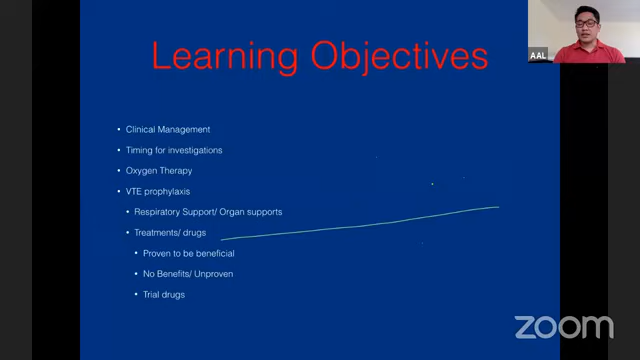 Learning Objectives
AAL
• Clinical Management
• Timing for investigations
• Oxygen Therapy
• VTE prophylaxis
• Respiratory Support/ Organ supports
• Treatments/ drugs
• Proven to be beneficial
• No Benefits/ Unproven
• Trial drugs
zoom